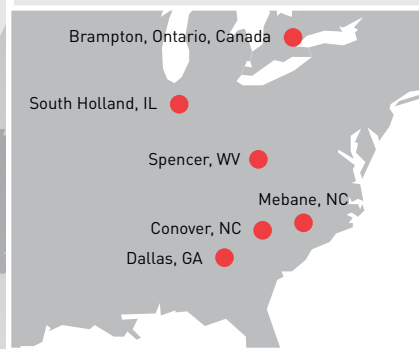 Brampton, Ontario, Canada
South Holland, IL
Spencer, WV
Mebane, NC
Conover, NC
Dallas, GA